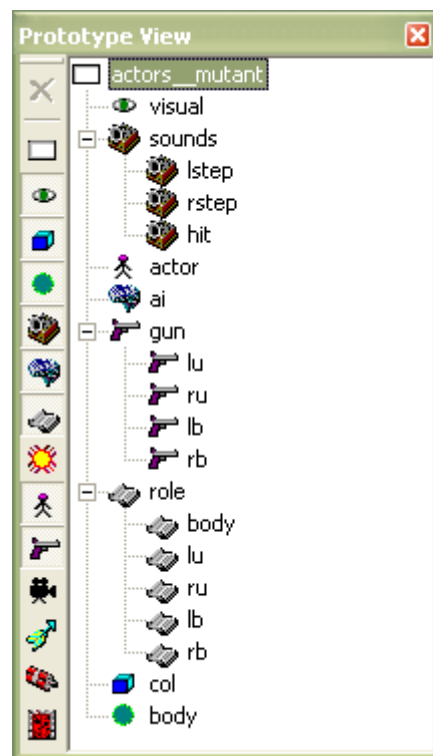 Prototype View
actors__mutant
visual
sounds
lstep
rstep
hit
actor
ai
gun
lu
ru
lb
rb
role
body
lu
ru
lb
rb
col
body